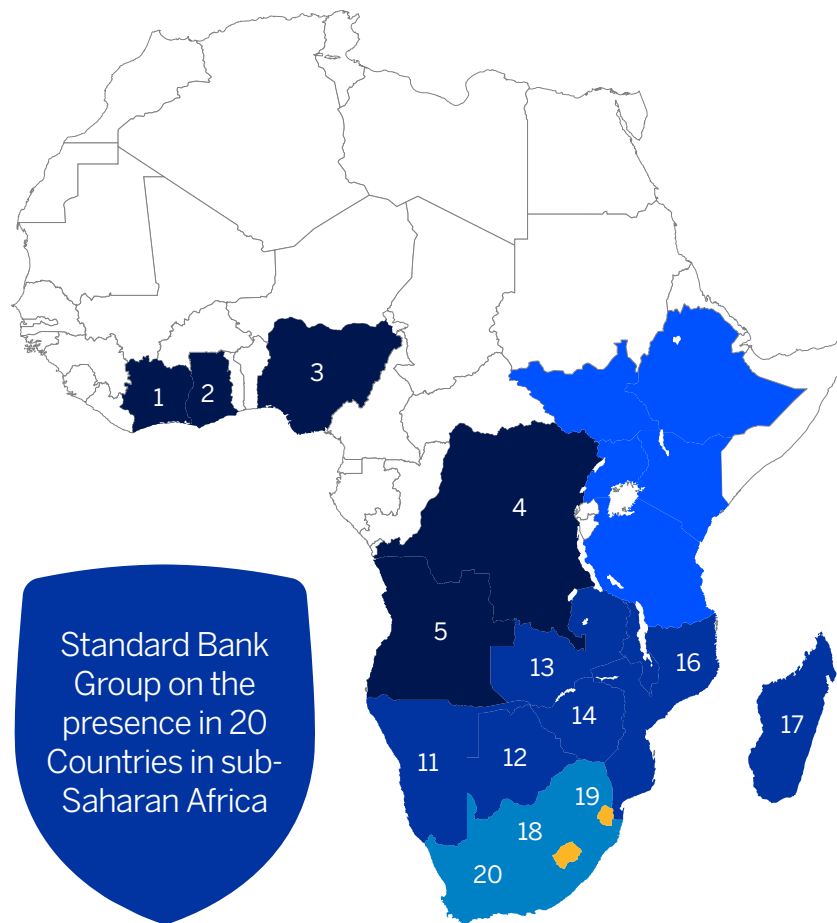 1
2
3
4
5
13
16
14
17
11
12
19
18
20
Standard Bank
Group on the
presence in 20
Countries in sub-
Saharan Africa